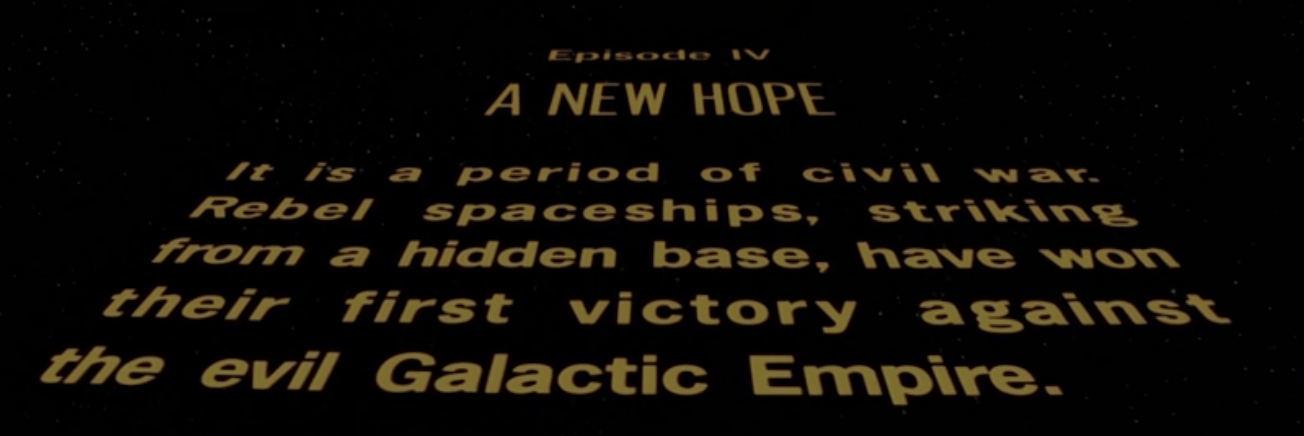 Episode IV
A NEW HOPE
It is a period of civil war.
Rebel spaceships, striking
from a hidden base, have won
their first victory against
the evil Galactic Empire.